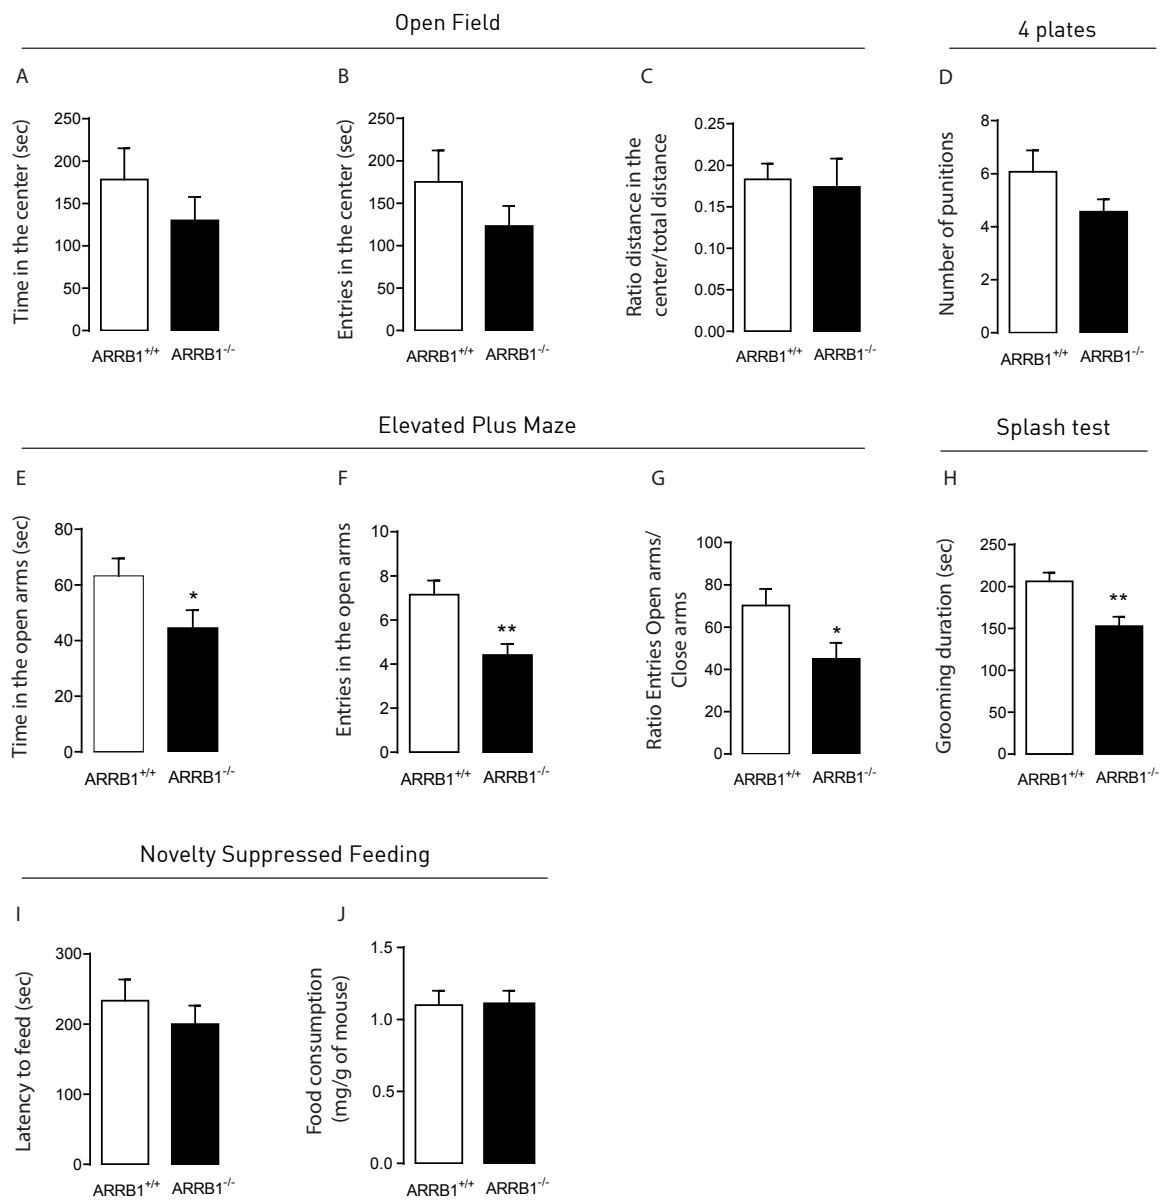 Open Field
4 plates
A
B
C
D
Time in the center (sec)
250
200
150
100
50
0
ARRB1+/+ ARRB1-/-
Entries in the center (sec)
250
200
150
100
50
0
ARRB1+/+ ARRB1-/-
Ratio distance in the
center/total distance
0.25
0.20
0.15
0.10
0.05
0.00
ARRB1+/+ ARRB1-/-
Number of punitions
8
6
4
2
0
ARRB1+/+ ARRB1-/-
Elevated Plus Maze
Splash test
E
F
G
H
Time in the open arms (sec)
80
60
40
20
0
*
ARRB1+/+ ARRB1-/-
Entries in the open arms
10
8
6
4
2
0
**
ARRB1+/+ ARRB1-/-
Ratio Entries Open arms/
Close arms
100
80
60
40
20
0
*
ARRB1+/+ ARRB1-/-
Grooming duration (sec)
250
200
150
100
50
0
**
ARRB1+/+ ARRB1-/-
Novelty Suppressed Feeding
I
J
Latency to feed (sec)
300
200
100
0
ARRB1+/+ ARRB1-/-
Food consumption
(mg/g of mouse)
1.5
1.0
0.5
0.0
ARRB1+/+ ARRB1-/-